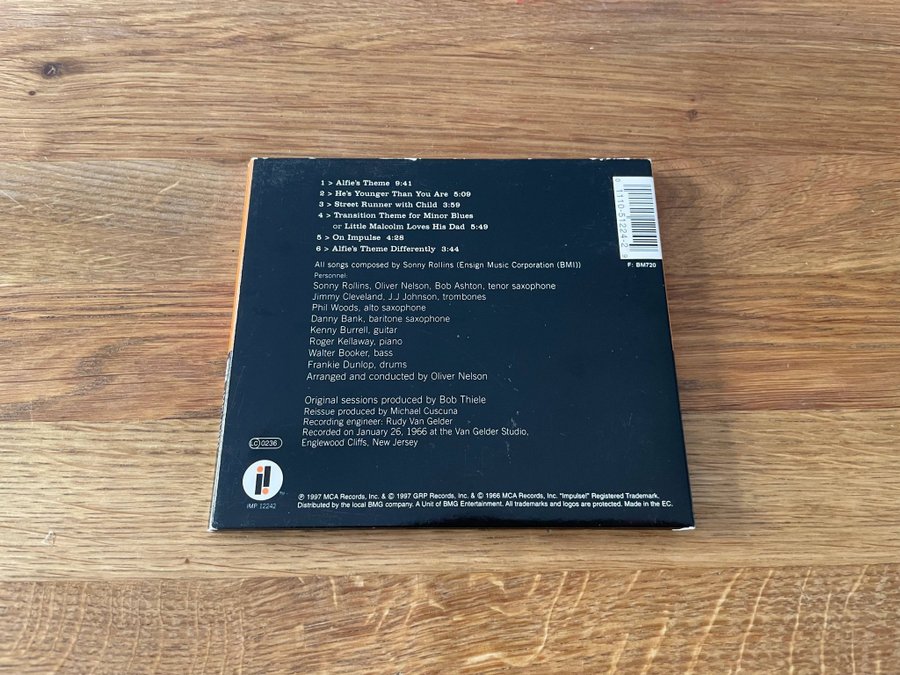 1 > Alfie's Theme 9:41
2 > He's Younger Than You Are 5:09
3 > Street Runner with Child 3:59
4 > Transition Theme for Minor Blues
or Little Malcolm Loves His Dad 5:49
5 > On Impulse 4:28
6 > Alfie's Theme Differently 3:44
All songs composed by Sonny Rollins (Ensign Music Corporation (BMI))
Personnel:
Sonny Rollins, Oliver Nelson, Bob Ashton, tenor saxophone
Jimmy Cleveland, J.J Johnson, trombones
Phil Woods, alto saxophone
Danny Bank, baritone saxophone
Kenny Burrell, guitar
Roger Kellaway, piano
Walter Booker, bass
Frankie Dunlop, drums
Arranged and conducted by Oliver Nelson
Original sessions produced by Bob Thiele
Reissue produced by Michael Cuscuna
Recording engineer: Rudy Van Gelder
Recorded on January 26, 1966 at the Van Gelder Studio,
Englewood Cliffs, New Jersey
LC 0236
i!
™
IMP 12242
℗ 1997 MCA Records, Inc. & © 1997 GRP Records, Inc. & © 1966 MCA Records, Inc. "Impulse!" Registered Trademark.
Distributed by the local BMG company. A Unit of BMG Entertainment. All trademarks and logos are protected. Made in the EC.
0 11110-51224-2 9
F: BM720